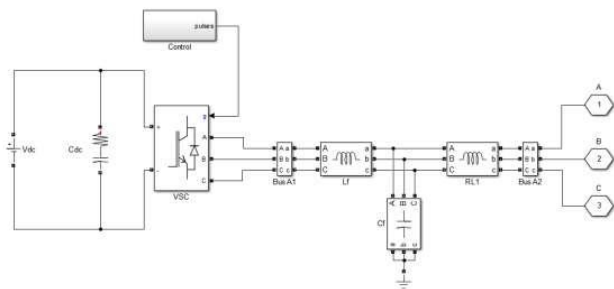 pulses
Control
Vdc
Cdc
+
-
g
A
B
C
VSC
A a
B b
C c
Bus A1
A a
B b
C c
Lf
A B C
a b c
Cf
A a
B b
C c
RL1
A a
B b
C c
Bus A2
A
1
B
2
C
3